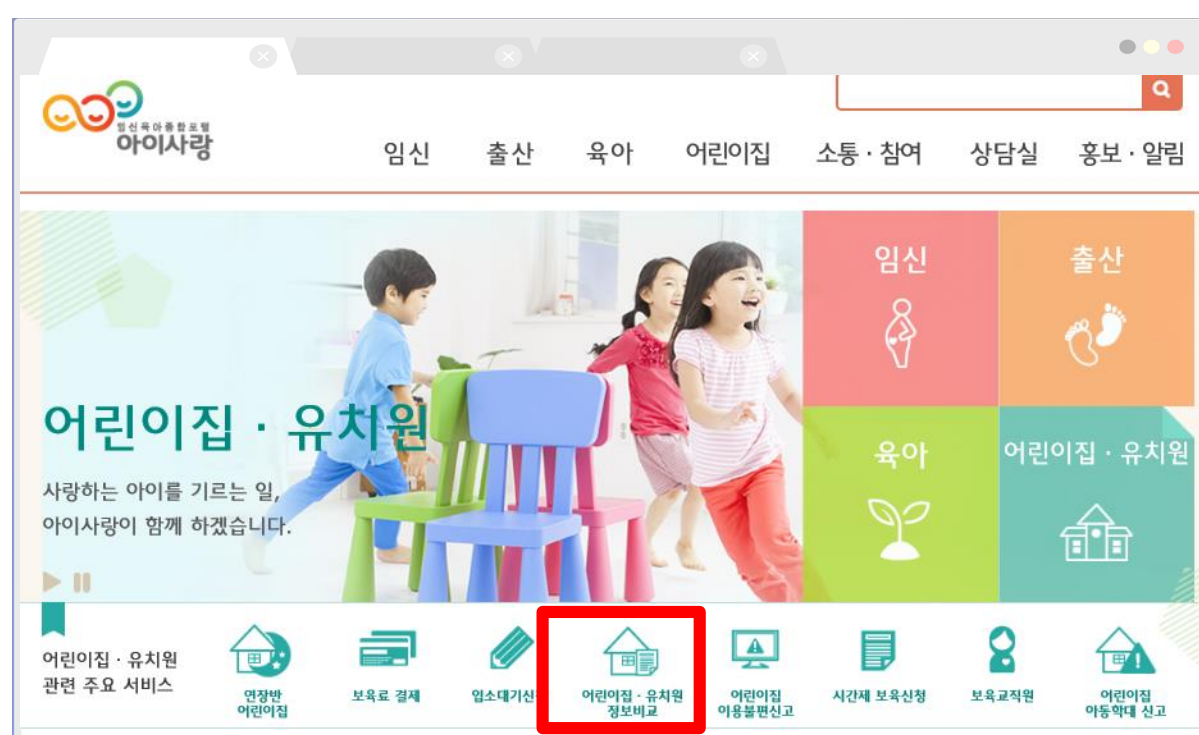 임신육아종합포털
아이사랑
임신 출산 육아 어린이집 소통 · 참여 상담실 홍보 · 알림
임신
출산
어린이집 · 유치원
사랑하는 아이를 기르는 일,
아이사랑이 함께 하겠습니다.
육아
어린이집 · 유치원
어린이집 · 유치원
관련 주요 서비스
연장반
어린이집
보육료 결제
입소대기신
어린이집 · 유치원
정보비교
어린이집
이용불편신고
시간제 보육신청
보육교직원
어린이집
아동학대 신고